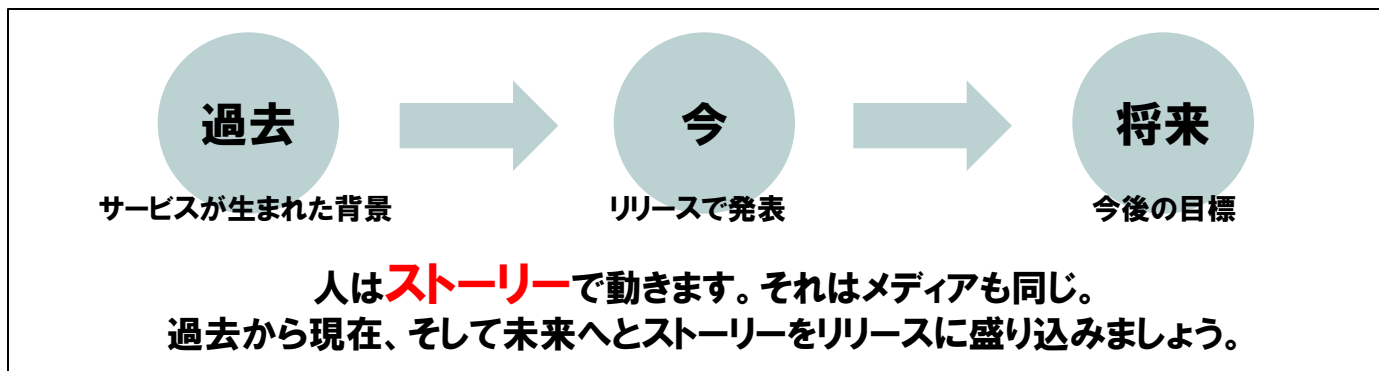 過去
今
将来
サービスが生まれた背景
リリースで発表
今後の目標
人はストーリーで動きます。それはメディアも同じ。
過去から現在、そして未来へとストーリーをリリースに盛り込みましょう。